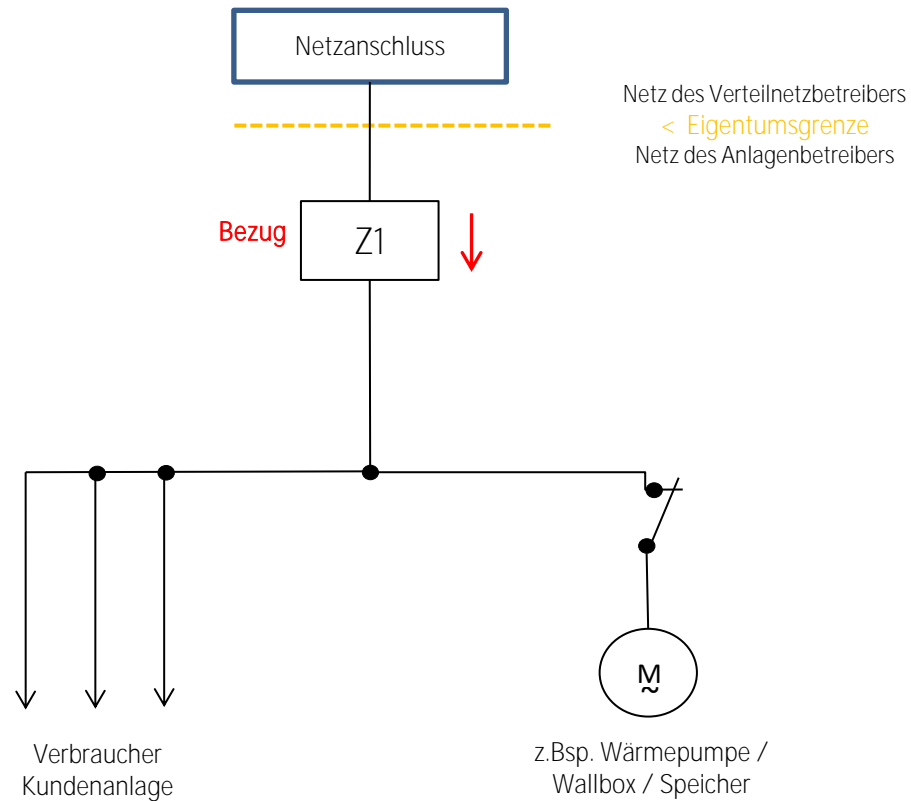 Netzanschluss
Netz des Verteilnetzbetreibers
< Eigentumsgrenze
Netz des Anlagenbetreibers
Bezug
Z1
M
~
Verbraucher
Kundenanlage
z.Bsp. Wärmepumpe /
Wallbox / Speicher